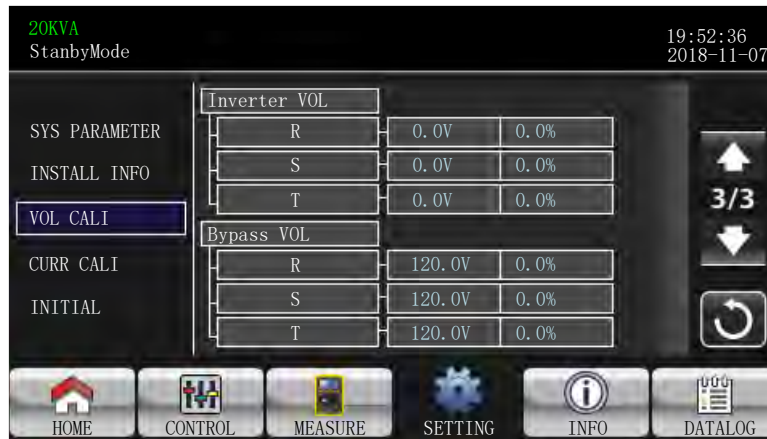 20KVA
StanbyMode
19:52:36
2018-11-07
SYS PARAMETER
INSTALL INFO
VOL CALI
CURR CALI
INITIAL
Inverter VOL
R 0.0V 0.0%
S 0.0V 0.0%
T 0.0V 0.0%
Bypass VOL
R 120.0V 0.0%
S 120.0V 0.0%
T 120.0V 0.0%
3/3
HOME CONTROL MEASURE SETTING INFO DATALOG